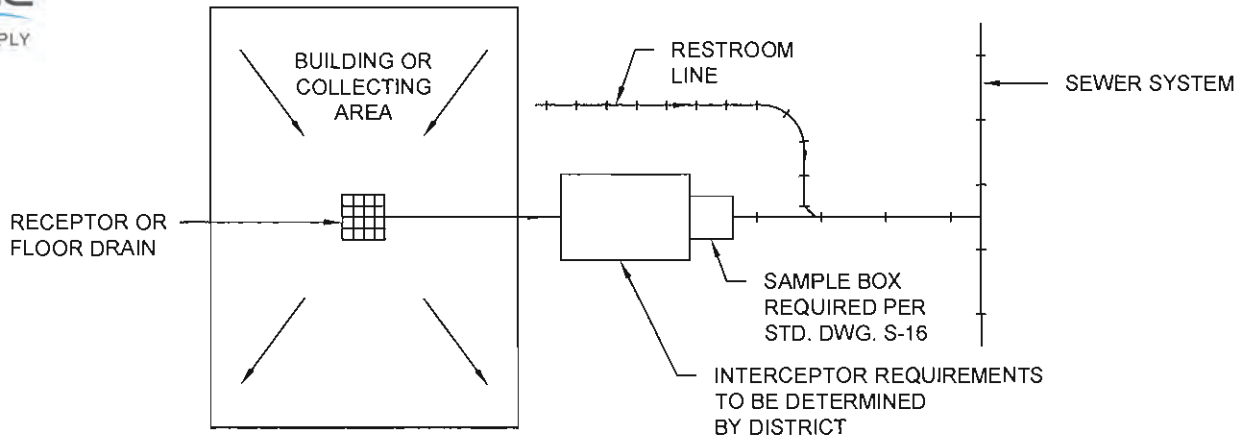 PLY
BUILDING OR
COLLECTING
AREA
RESTROOM
LINE
SEWER SYSTEM
RECEPTOR OR
FLOOR DRAIN
SAMPLE BOX
REQUIRED PER
STD. DWG. S-16
INTERCEPTOR REQUIREMENTS
TO BE DETERMINED
BY DISTRICT